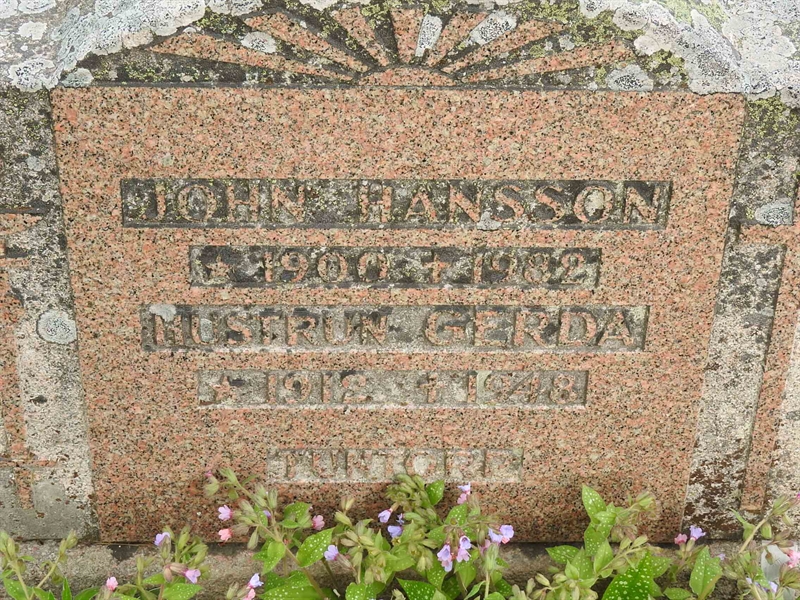 JOHN HANSSON
★ 1900 ✝ 1982
HUSTRUN GERDA
★ 1912 ✝ 1948
TUNTORP